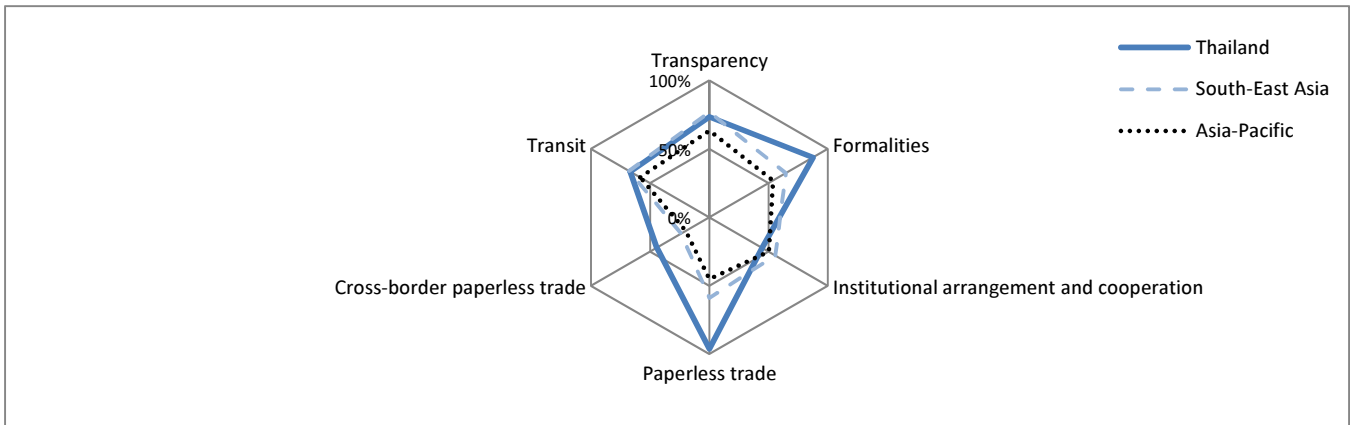 Thailand
South-East Asia
Asia-Pacific
Transparency
100%
Transit
50%
Formalities
0%
Cross-border paperless trade
Institutional arrangement and cooperation
Paperless trade